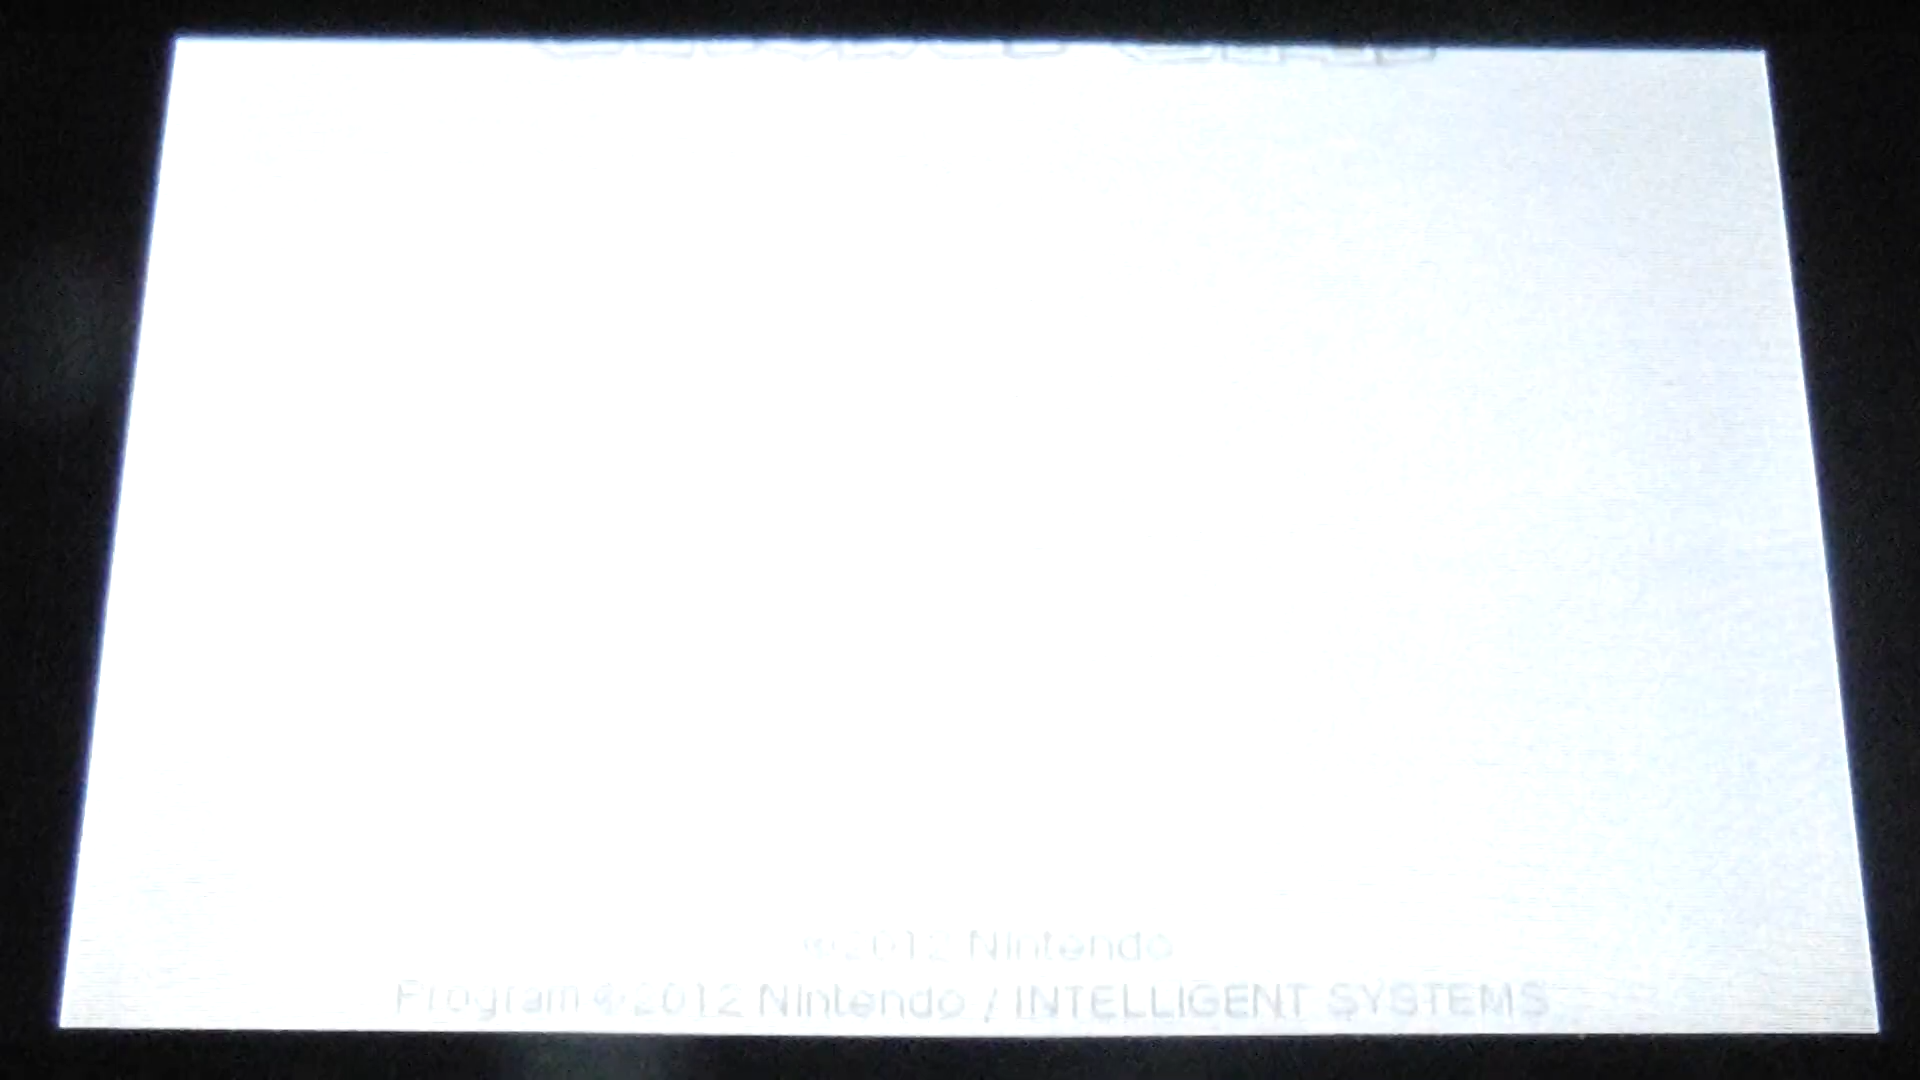 ©2012 Nintendo
Program ©2012 Nintendo / INTELLIGENT SYSTEMS